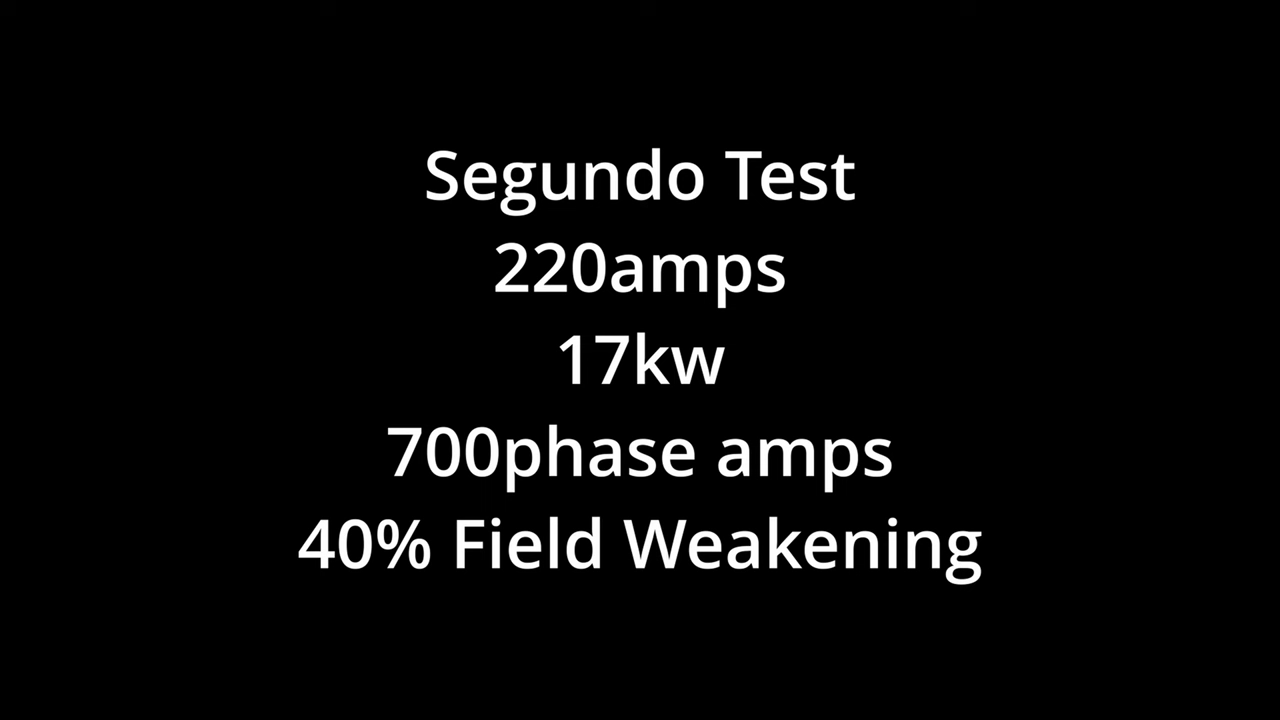 Segundo Test
220amps
17kw
700phase amps
40% Field Weakening